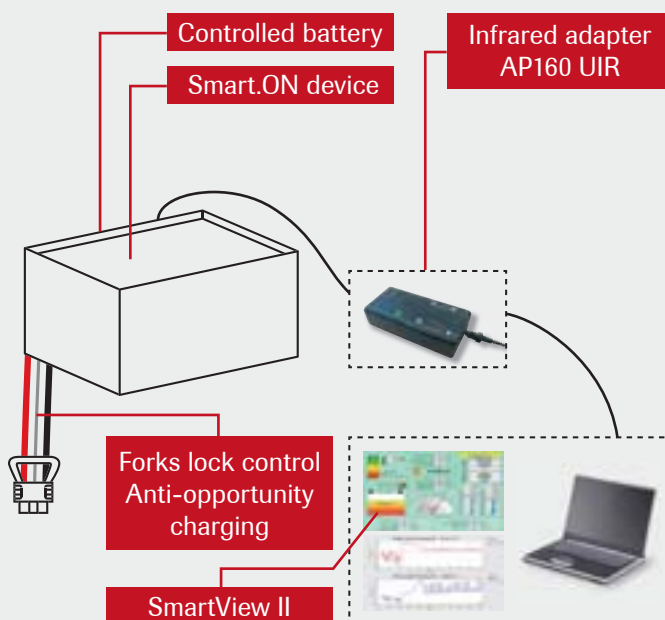 Controlled battery
Smart.ON device
Infrared adapter
AP160 UIR
Forks lock control
Anti-opportunity
charging
SmartView II